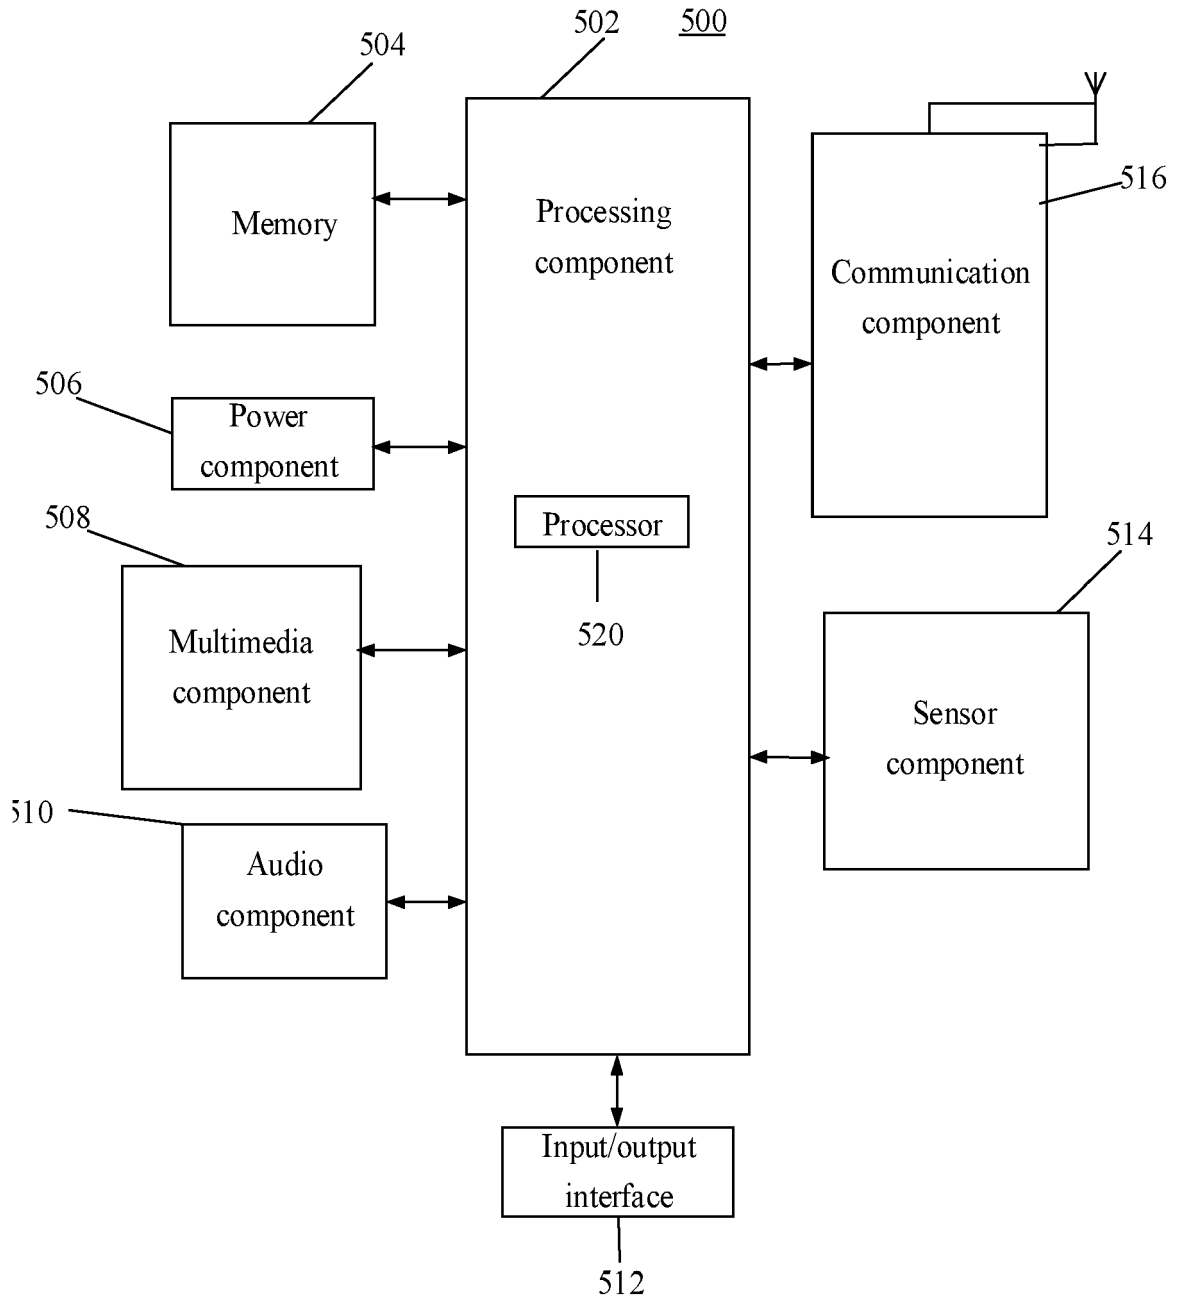 502
500
504
Memory
Processing
component
516
Communication
component
506
Power
component
508
Processor
514
520
Multimedia
component
Sensor
component
510
Audio
component
Input/output
interface
512